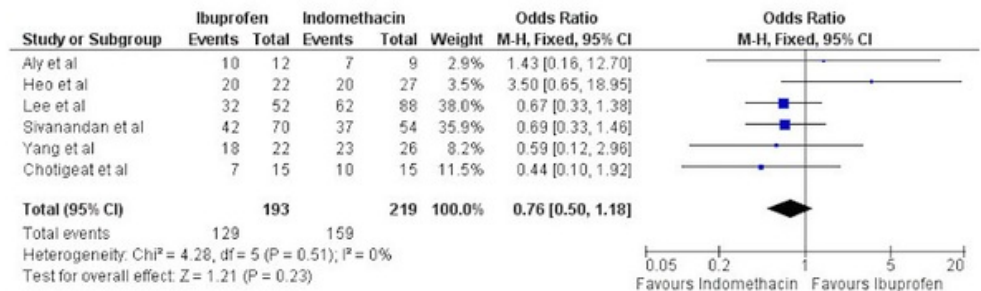 Ibuprofen Indomethacin Odds Ratio Odds Ratio
Study or Subgroup Events Total Events Total Weight M-H, Fixed, 95% CI M-H, Fixed, 95% CI
Aly et al 10 12 7 9 2.9% 1.43 [0.16, 12.70]
Heo et al 20 22 20 27 3.5% 3.50 [0.65, 18.95]
Lee et al 32 52 62 88 38.0% 0.67 [0.33, 1.38]
Sivanandan et al 42 70 37 54 35.9% 0.69 [0.33, 1.46]
Yang et al 18 22 23 26 8.2% 0.59 [0.12, 2.96]
Chotigeat et al 7 15 10 15 11.5% 0.44 [0.10, 1.92]
Total (95% CI) 193 219 100.0% 0.76 [0.50, 1.18]
Total events 129 159
Heterogeneity: Chi² = 4.28, df = 5 (P = 0.51); I² = 0%
Test for overall effect: Z = 1.21 (P = 0.23)
0.05 0.2 1 5 20
Favours Indomethacin Favours Ibuprofen